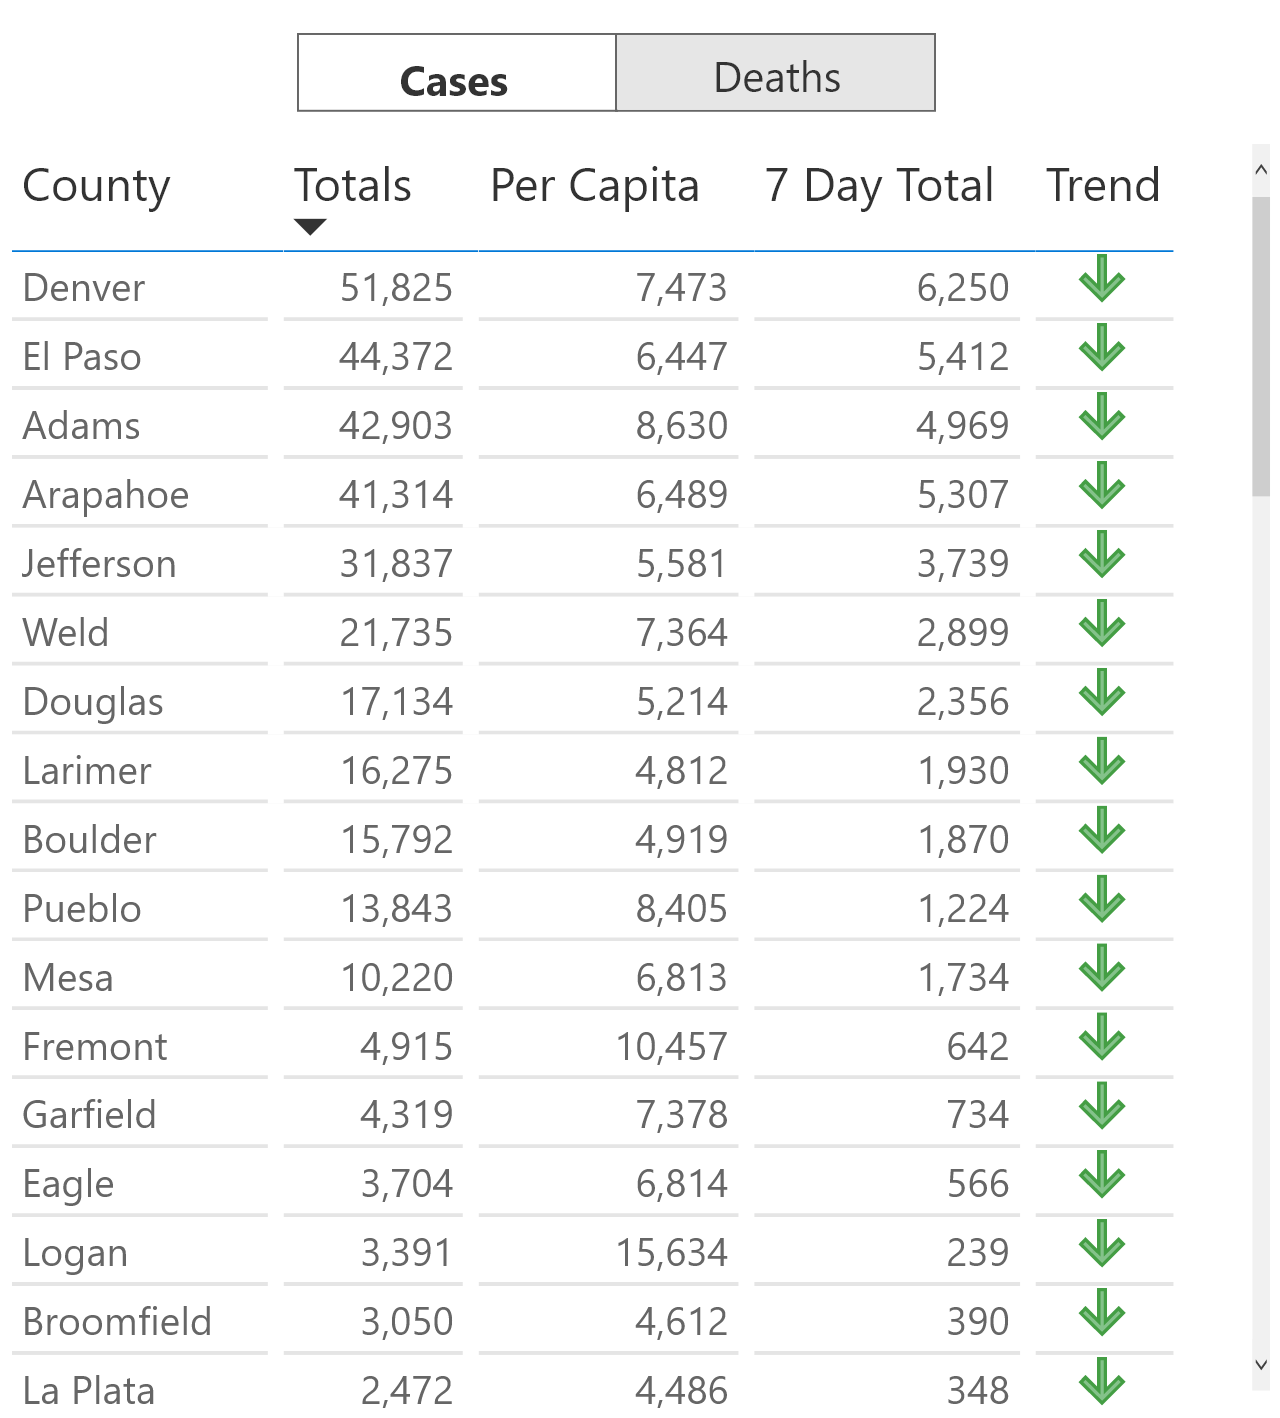 Cases Deaths
County Totals Per Capita 7 Day Total Trend
Denver 51,825 7,473 6,250
El Paso 44,372 6,447 5,412
Adams 42,903 8,630 4,969
Arapahoe 41,314 6,489 5,307
Jefferson 31,837 5,581 3,739
Weld 21,735 7,364 2,899
Douglas 17,134 5,214 2,356
Larimer 16,275 4,812 1,930
Boulder 15,792 4,919 1,870
Pueblo 13,843 8,405 1,224
Mesa 10,220 6,813 1,734
Fremont 4,915 10,457 642
Garfield 4,319 7,378 734
Eagle 3,704 6,814 566
Logan 3,391 15,634 239
Broomfield 3,050 4,612 390
La Plata 2,472 4,486 348